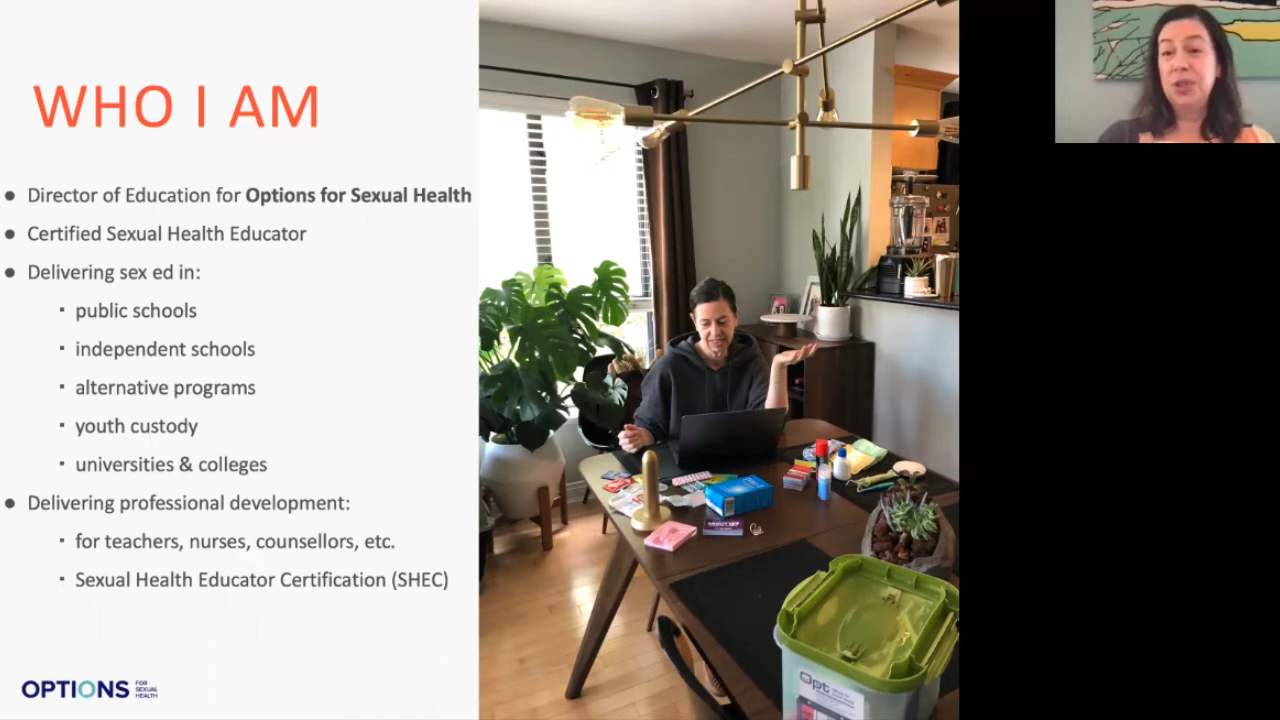 WHO I AM
● Director of Education for Options for Sexual Health
● Certified Sexual Health Educator
● Delivering sex ed in:
▪ public schools
▪ independent schools
▪ alternative programs
▪ youth custody
▪ universities & colleges
● Delivering professional development:
▪ for teachers, nurses, counsellors, etc.
▪ Sexual Health Educator Certification (SHEC)
OPTIONS
FOR
SEXUAL
HEALTH
Opt